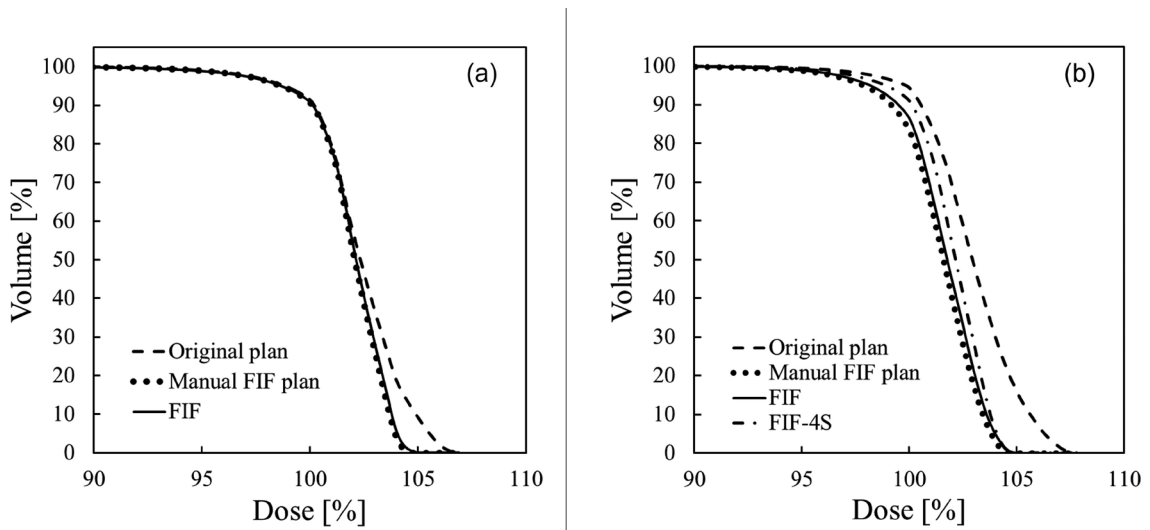 (a)
Volume [%]
100
90
80
70
60
50
40
30
20
10
0
Original plan
Manual FIF plan
FIF
90 95 100 105 110
Dose [%]
(b)
Volume [%]
100
90
80
70
60
50
40
30
20
10
0
Original plan
Manual FIF plan
FIF
FIF-4S
90 95 100 105 110
Dose [%]